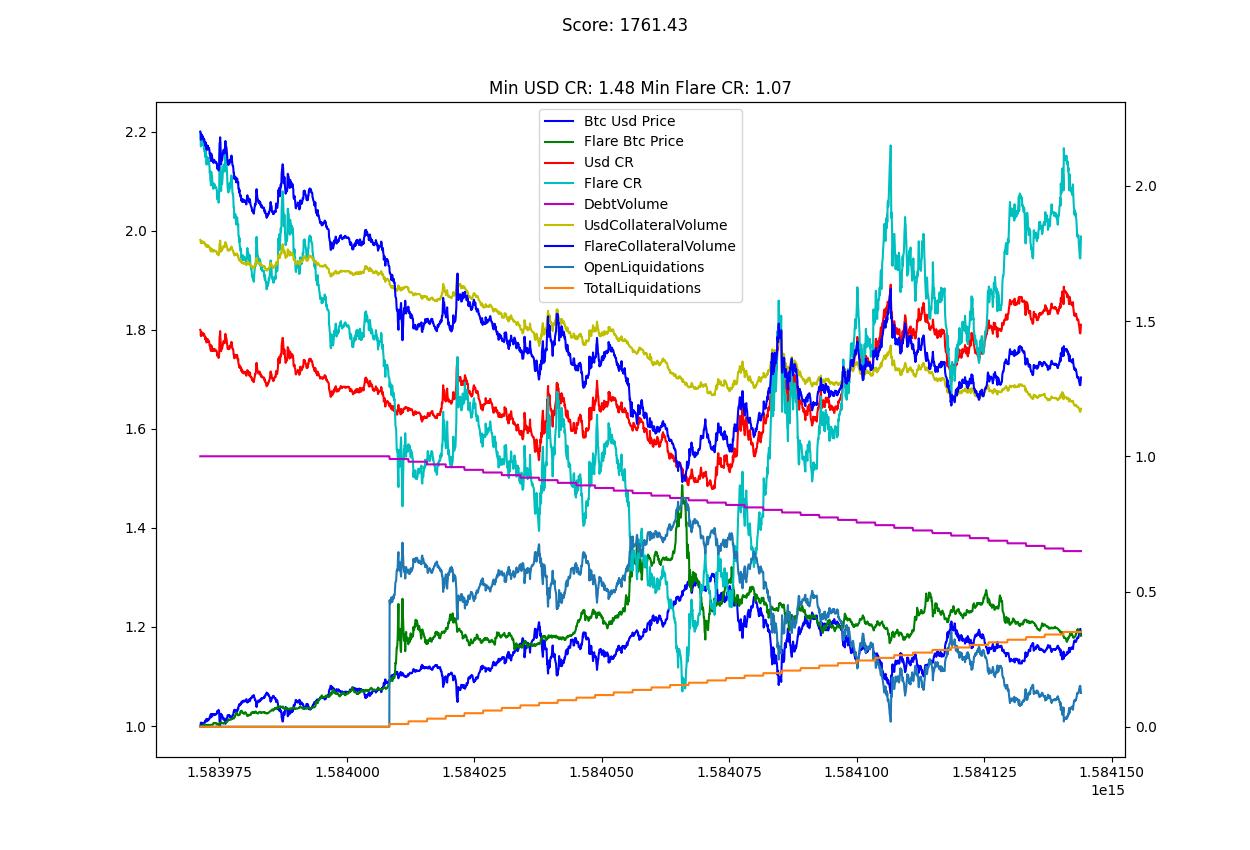 Score: 1761.43
Min USD CR: 1.48 Min Flare CR: 1.07
Btc Usd Price
Flare Btc Price
Usd CR
Flare CR
DebtVolume
UsdCollateralVolume
FlareCollateralVolume
OpenLiquidations
TotalLiquidations
2.2
2.0
1.8
1.6
1.4
1.2
1.0
2.0
1.5
1.0
0.5
0.0
1.583975 1.584000 1.584025 1.584050 1.584075 1.584100 1.584125 1.584150
1e15